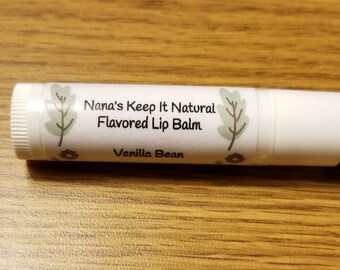 Nana's Keep It Natural
Flavored Lip Balm
Vanilla Bean